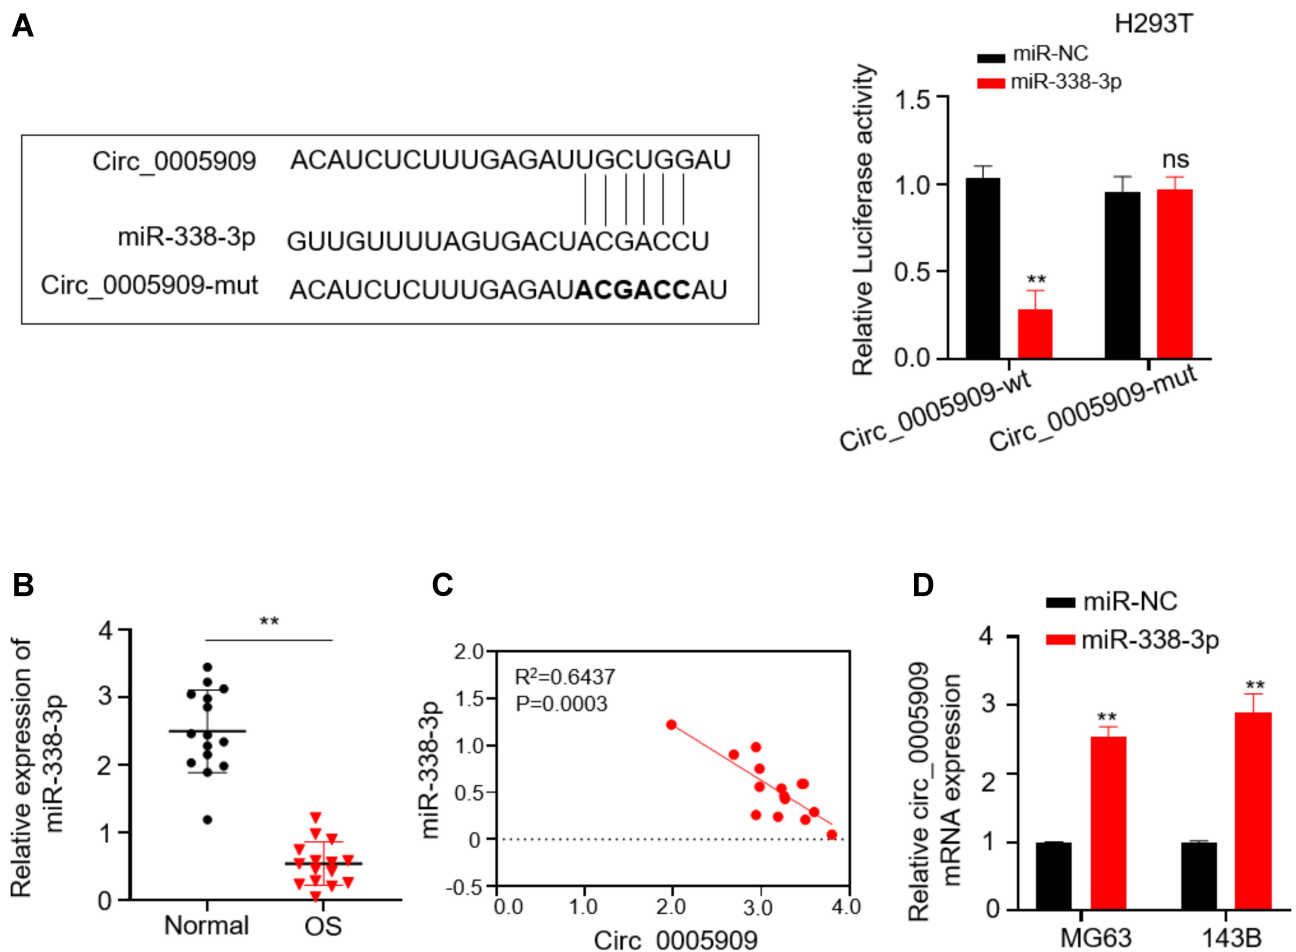 A
Circ_0005909 ACAUCUCUUUGAGAUUGCUGGAU
miR-338-3p GUUGUUUUAGUGACUACGACCU
Circ_0005909-mut ACAUCUCUUUGAGAUACGACCAU
H293T
miR-NC
miR-338-3p
Relative Luciferase activity
1.5
1.0
0.5
0.0
**
ns
Circ_0005909-wt
Circ_0005909-mut
B
Relative expression of
miR-338-3p
4
3
2
1
0
**
Normal
OS
C
miR-338-3p
2.0
1.5
1.0
0.5
0
-0.5
R²=0.6437
P=0.0003
0.0 1.0 2.0 3.0 4.0
Circ_0005909
D
miR-NC
miR-338-3p
Relative circ_0005909
mRNA expression
4
3
2
1
0
**
**
MG63
143B